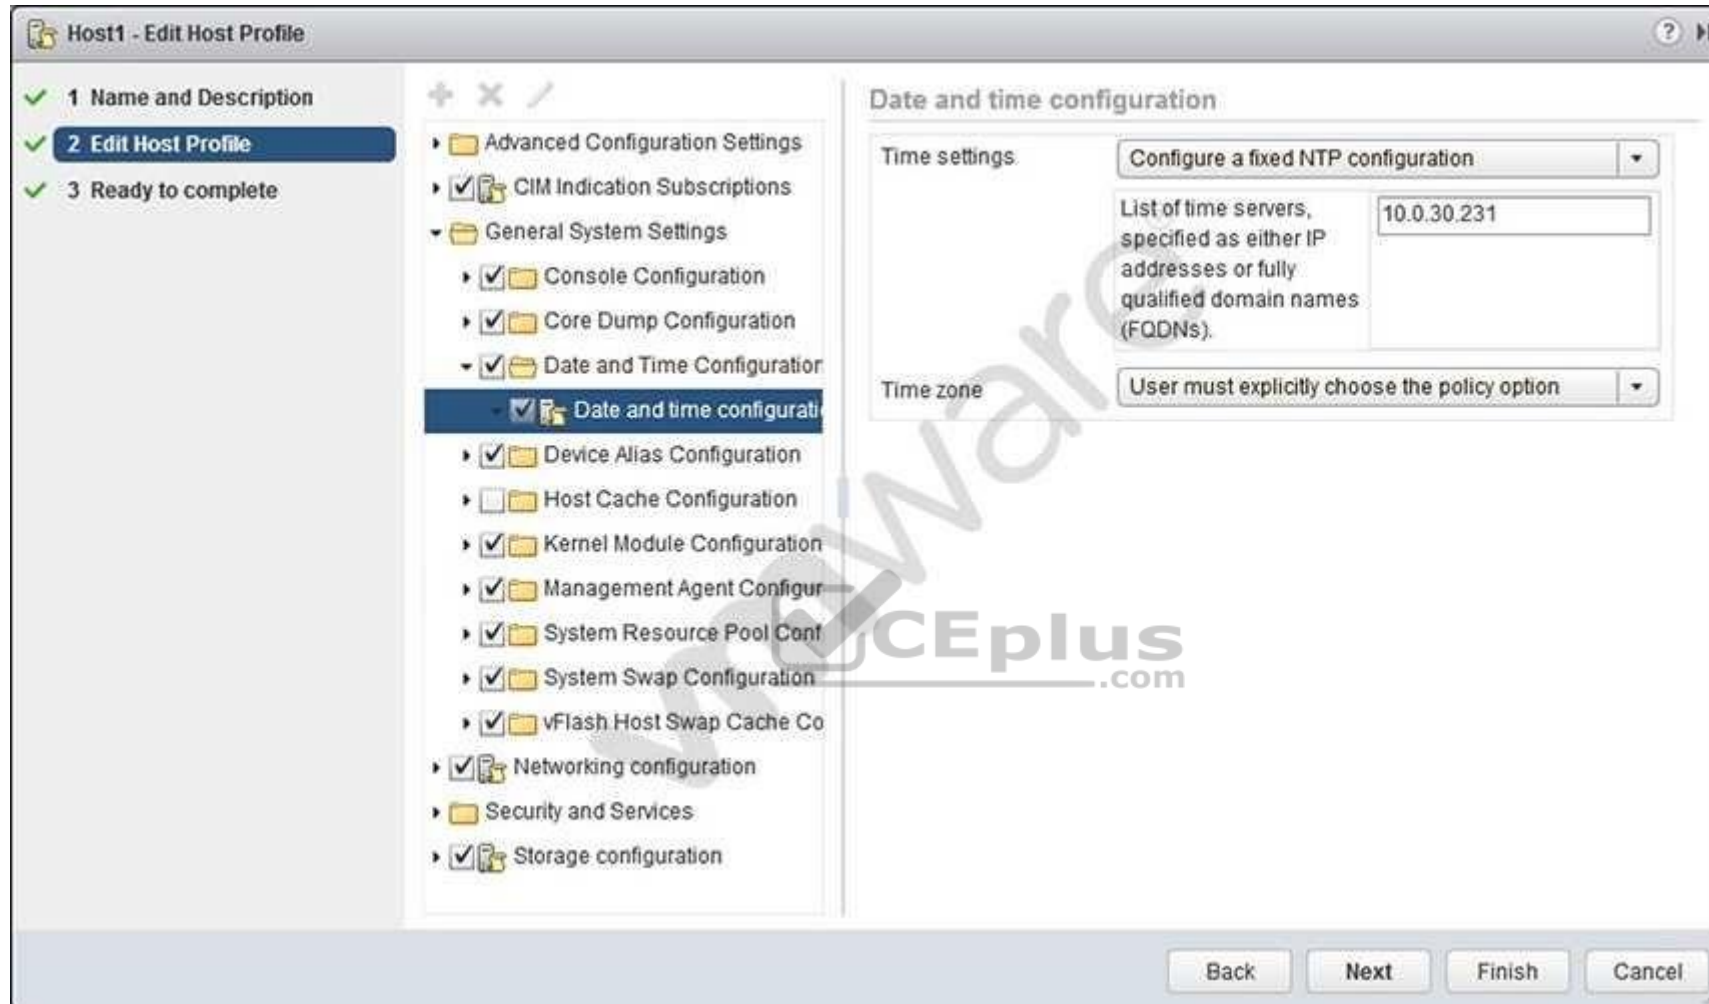 Host1 - Edit Host Profile
?
1 Name and Description
2 Edit Host Profile
3 Ready to complete
Advanced Configuration Settings
CIM Indication Subscriptions
General System Settings
Console Configuration
Core Dump Configuration
Date and Time Configuration
Date and time configurati
Device Alias Configuration
Host Cache Configuration
Kernel Module Configuration
Management Agent Configur
System Resource Pool Conf
System Swap Configuration
vFlash Host Swap Cache Co
Networking configuration
Security and Services
Storage configuration
Date and time configuration
Time settings
Configure a fixed NTP configuration
List of time servers,
specified as either IP
addresses or fully
qualified domain names
(FQDNs).
10.0.30.231
Time zone
User must explicitly choose the policy option
vmware
CEplus
.com
Back
Next
Finish
Cancel